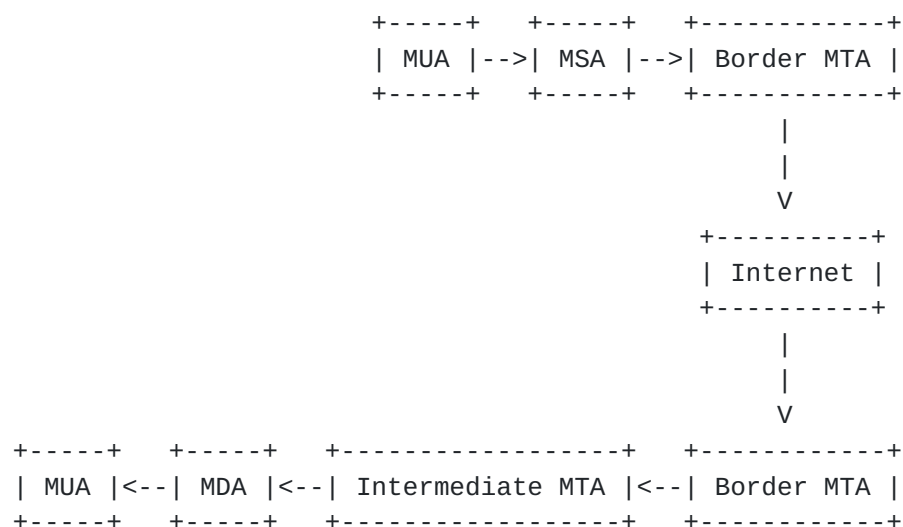 +-----+   +-----+   +------------+
| MUA |-->| MSA |-->| Border MTA |
+-----+   +-----+   +------------+
|
|
V
+----------+
| Internet |
+----------+
|
|
V
+-----+   +-----+   +------------------+   +------------+
| MUA |<--| MDA |<--| Intermediate MTA |<--| Border MTA |
+-----+   +-----+   +------------------+   +------------+